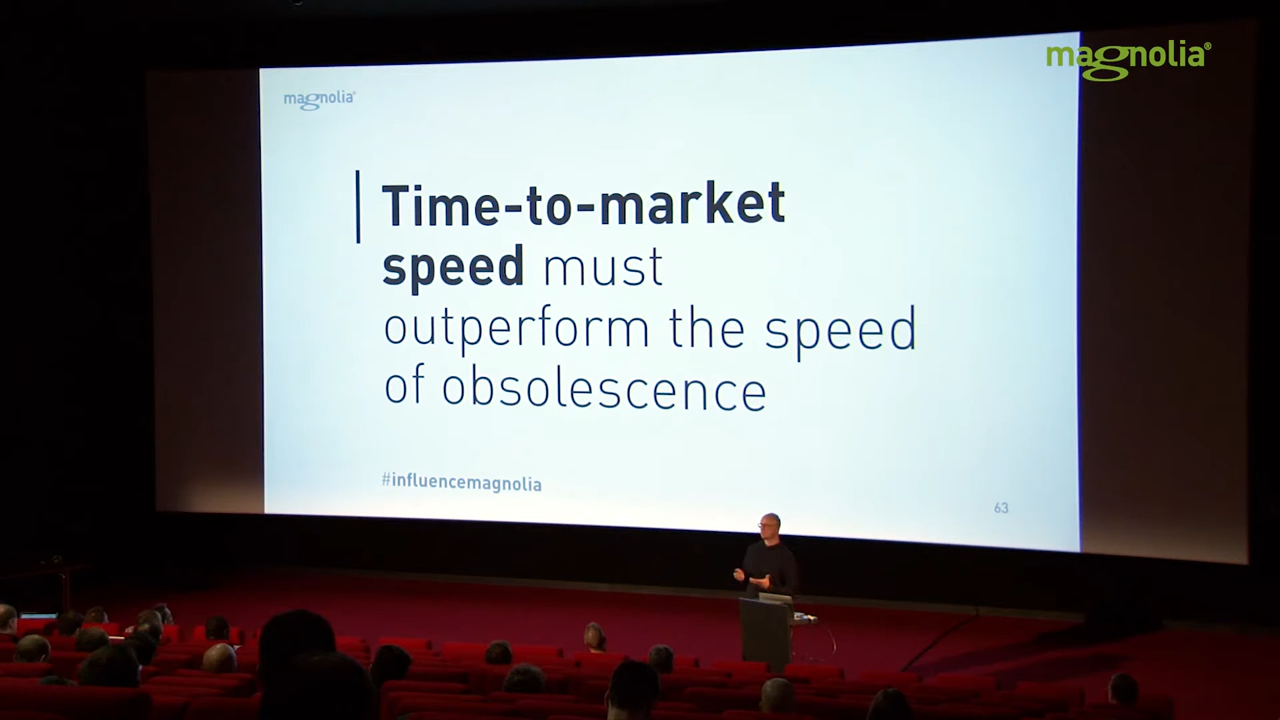 magnolia®
magnolia®
Time-to-market
speed must
outperform the speed
of obsolescence
#influencemagnolia
63